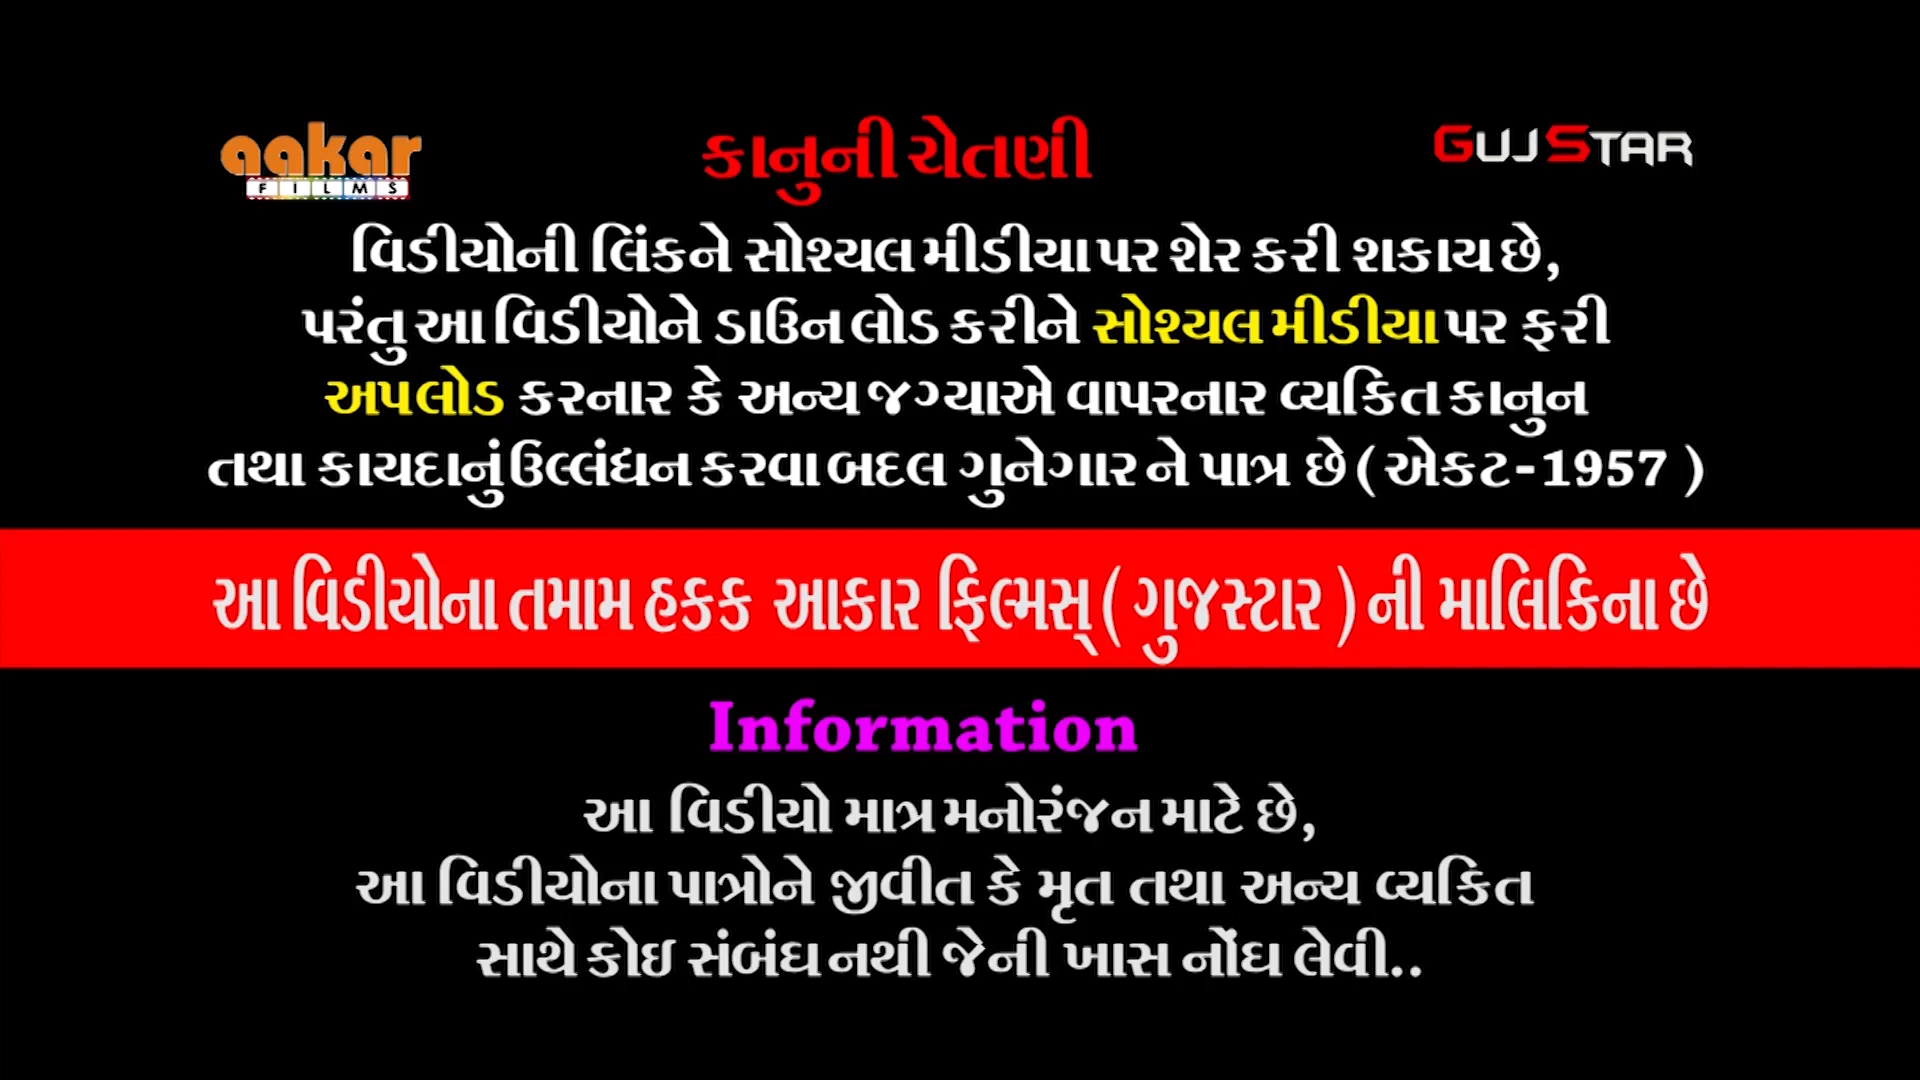 aakar
FILMS
કાનુની ચેતણી
GUJSTAR
વિડીયોની લિંકને સોશ્યલ મીડીયા પર શેર કરી શકાય છે,
પરંતુ આ વિડીયોને ડાઉનલોડ કરીને સોશ્યલ મીડીયા પર ફરી
અપલોડ કરનાર કે અન્ય જગ્યાએ વાપરનાર વ્યકિત કાનુન
તથા કાયદાનું ઉલ્લંઘન કરવા બદલ ગુનેગાર ને પાત્ર છે ( એકટ-1957 )
આ વિડીયોના તમામ હકક આકાર ફિલ્મસ્ ( ગુજસ્ટાર ) ની માલિકિના છે
Information
આ વિડીયો માત્ર મનોરંજન માટે છે,
આ વિડીયોના પાત્રોને જીવીત કે મૃત તથા અન્ય વ્યકિત
સાથે કોઇ સંબંઘ નથી જેની ખાસ નોંઘ લેવી..